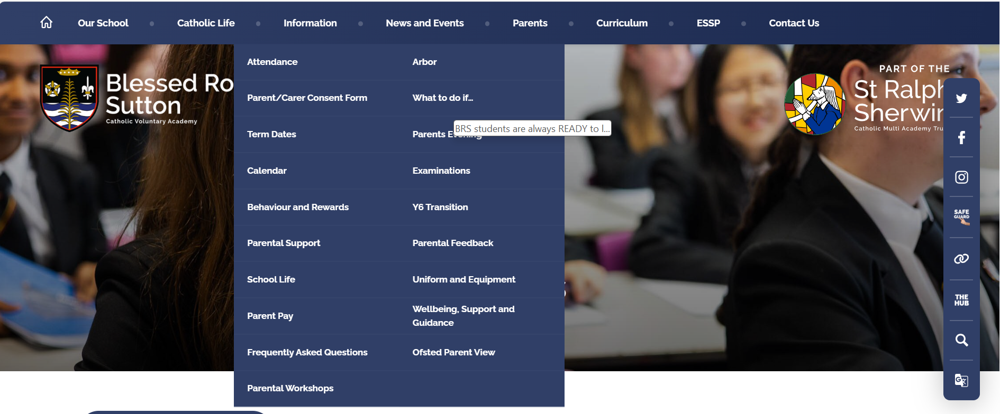 Our School
Catholic Life
Information
News and Events
Parents
Curriculum
ESSP
Contact Us
Blessed Ro
Sutton
Catholic Voluntary Academy
Attendance
Arbor
Parent/Carer Consent Form
What to do if...
BRS students are always READY to l...
Term Dates
Parents Evening
Calendar
Examinations
Behaviour and Rewards
Y6 Transition
Parental Support
Parental Feedback
School Life
Uniform and Equipment
Parent Pay
Wellbeing, Support and
Guidance
Frequently Asked Questions
Ofsted Parent View
Parental Workshops
PART OF THE
St Ralph
Sherwin
Catholic Multi Academy Tru
SAFE
GUARD
THE
HUB